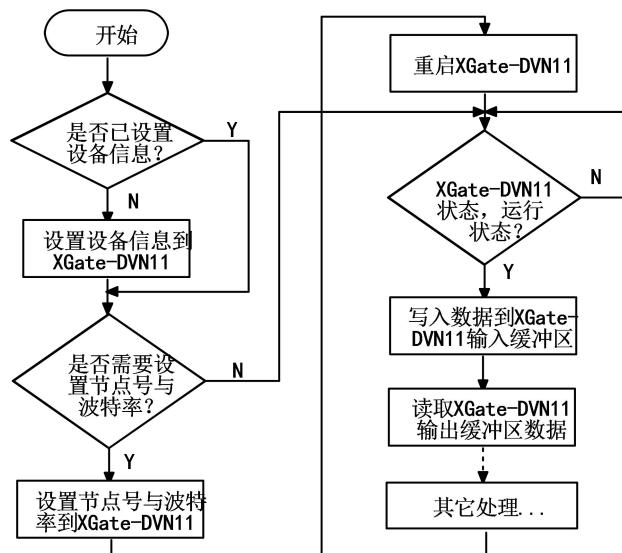 开始
是否已设置
设备信息？
Y
N
设置设备信息到
XGate-DVN11
是否需要设
置节点号与
波特率？
N
Y
设置节点号与波特
率到XGate-DVN11
重启XGate-DVN11
XGate-DVN11
状态，运行
状态？
N
Y
写入数据到XGate-
DVN11输入缓冲区
读取XGate-DVN11
输出缓冲区数据
其它处理...